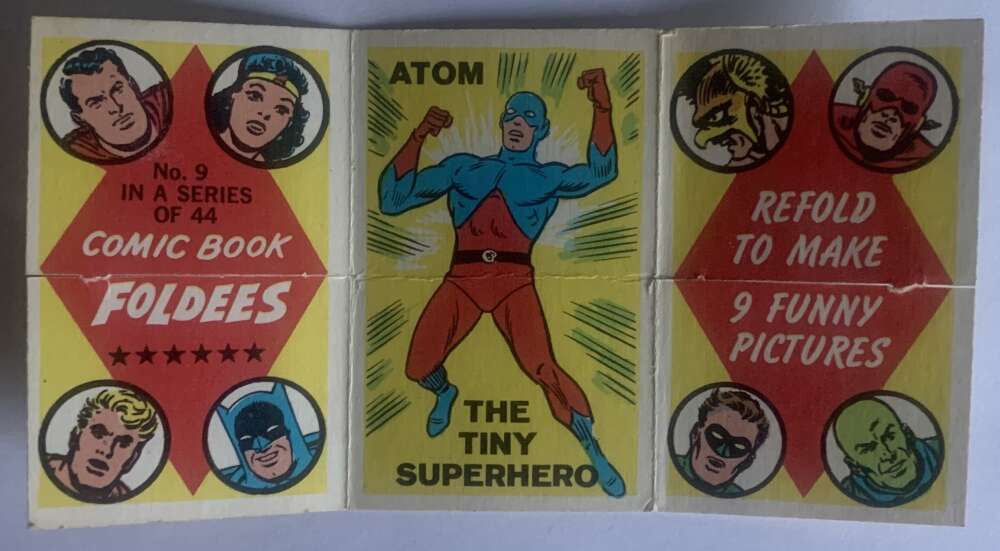 No. 9
IN A SERIES
OF 44
COMIC BOOK
FOLDEES
★★★★★★
ATOM
THE
TINY
SUPERHERO
REFOLD
TO MAKE
9 FUNNY
PICTURES